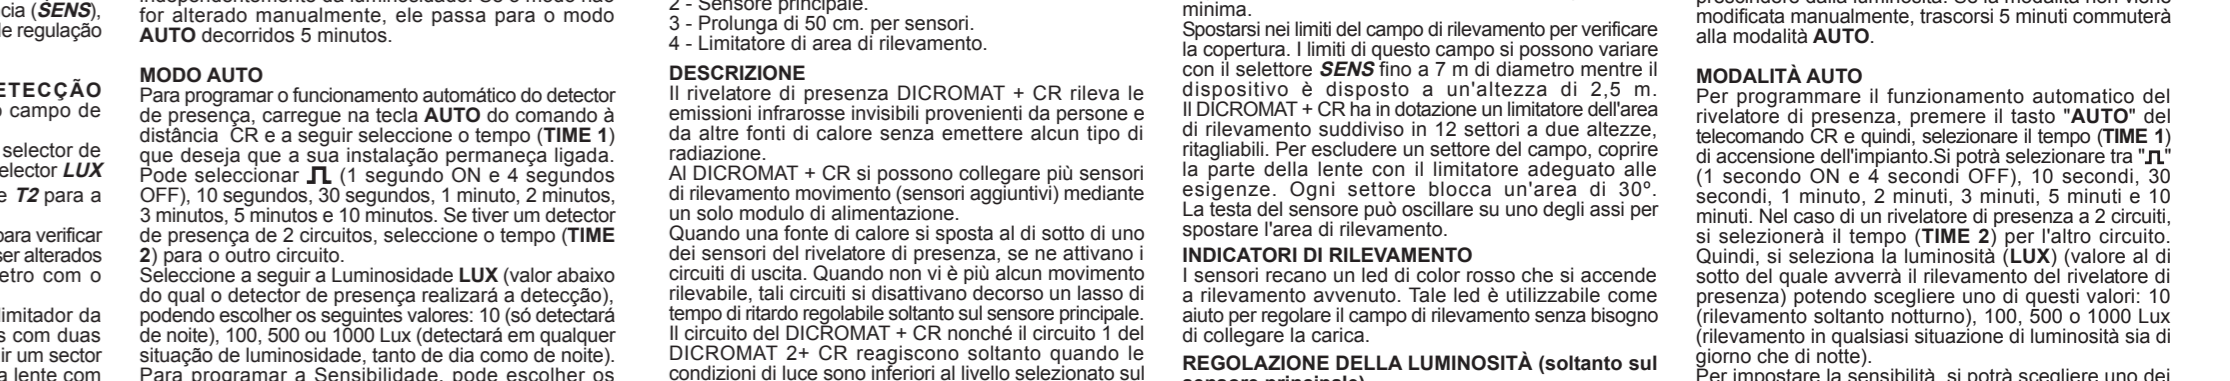 cia (SENS),
e regulação
ETECÇÃO
o campo de
selector de
elector LUX
e T2 para a
para verificar
ser alterados
etro com o
imitador da
s com duas
ir um sector
a lente com
for alterado manualmente, ele passa para o modo
AUTO decorridos 5 minutos.
MODO AUTO
Para programar o funcionamento automático do detector
de presença, carregue na tecla AUTO do comando à
distância CR e a seguir seleccione o tempo (TIME 1)
que deseja que a sua instalação permaneça ligada.
Pode seleccionar ⎍ (1 segundo ON e 4 segundos
OFF), 10 segundos, 30 segundos, 1 minuto, 2 minutos,
3 minutos, 5 minutos e 10 minutos. Se tiver um detector
de presença de 2 circuitos, seleccione o tempo (TIME
2) para o outro circuito.
Seleccione a seguir a Luminosidade LUX (valor abaixo
do qual o detector de presença realizará a detecção),
podendo escolher os seguintes valores: 10 (só detectará
de noite), 100, 500 ou 1000 Lux (detectará em qualquer
situação de luminosidade, tanto de dia como de noite).
Para programar a Sensibilidade, pode escolher os
2 - Sensore principale.
3 - Prolunga di 50 cm. per sensori.
4 - Limitatore di area di rilevamento.
DESCRIZIONE
Il rivelatore di presenza DICROMAT + CR rileva le
emissioni infrarosse invisibili provenienti da persone e
da altre fonti di calore senza emettere alcun tipo di
radiazione.
Al DICROMAT + CR si possono collegare più sensori
di rilevamento movimento (sensori aggiuntivi) mediante
un solo modulo di alimentazione.
Quando una fonte di calore si sposta al di sotto di uno
dei sensori del rivelatore di presenza, se ne attivano i
circuiti di uscita. Quando non vi è più alcun movimento
rilevabile, tali circuiti si disattivano decorso un lasso di
tempo di ritardo regolabile soltanto sul sensore principale.
Il circuito del DICROMAT + CR nonché il circuito 1 del
DICROMAT 2+ CR reagiscono soltanto quando le
condizioni di luce sono inferiori al livello selezionato sul
minima.
Spostarsi nei limiti del campo di rilevamento per verificare
la copertura. I limiti di questo campo si possono variare
con il selettore SENS fino a 7 m di diametro mentre il
dispositivo è disposto a un'altezza di 2,5 m.
Il DICROMAT + CR ha in dotazione un limitatore dell'area
di rilevamento suddiviso in 12 settori a due altezze,
ritagliabili. Per escludere un settore del campo, coprire
la parte della lente con il limitatore adeguato alle
esigenze. Ogni settore blocca un'area di 30º.
La testa del sensore può oscillare su uno degli assi per
spostare l'area di rilevamento.
INDICATORI DI RILEVAMENTO
I sensori recano un led di color rosso che si accende
a rilevamento avvenuto. Tale led è utilizzabile come
aiuto per regolare il campo di rilevamento senza bisogno
di collegare la carica.
REGOLAZIONE DELLA LUMINOSITÀ (soltanto sul
sensore principale)
modificata manualmente, trascorsi 5 minuti commuterà
alla modalità AUTO.
MODALITÀ AUTO
Per programmare il funzionamento automatico del
rivelatore di presenza, premere il tasto "AUTO" del
telecomando CR e quindi, selezionare il tempo (TIME 1)
di accensione dell'impianto.Si potrà selezionare tra "⎍"
(1 secondo ON e 4 secondi OFF), 10 secondi, 30
secondi, 1 minuto, 2 minuti, 3 minuti, 5 minuti e 10
minuti. Nel caso di un rivelatore di presenza a 2 circuiti,
si selezionerà il tempo (TIME 2) per l'altro circuito.
Quindi, si seleziona la luminosità (LUX) (valore al di
sotto del quale avverrà il rilevamento del rivelatore di
presenza) potendo scegliere uno di questi valori: 10
(rilevamento soltanto notturno), 100, 500 o 1000 Lux
(rilevamento in qualsiasi situazione di luminosità sia di
giorno che di notte).
Per impostare la sensibilità, si potrà scegliere uno dei